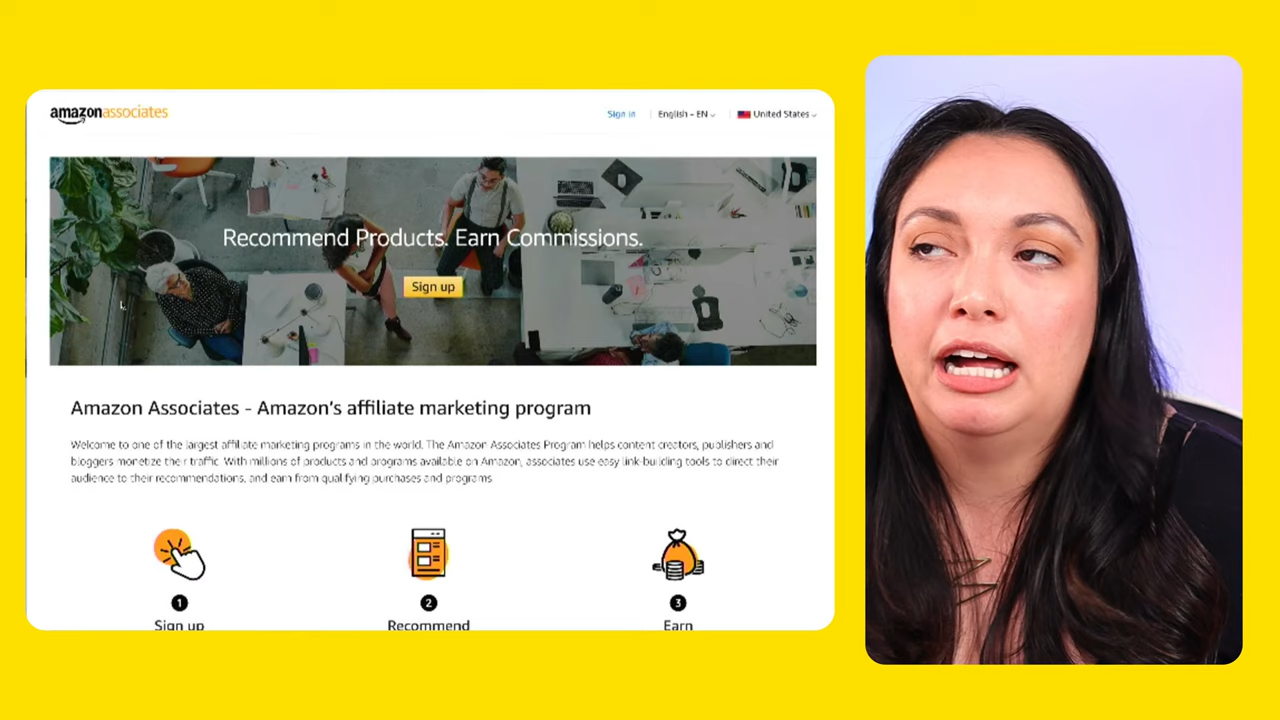 amazonassociates
Sign in
English - EN
United States
Recommend Products. Earn Commissions.
Sign up
Amazon Associates - Amazon's affiliate marketing program
Welcome to one of the largest affiliate marketing programs in the world. The Amazon Associates Program helps content creators, publishers and
bloggers monetize their traffic. With millions of products and programs available on Amazon, associates use easy link-building tools to direct their
audience to their recommendations, and earn from qualifying purchases and programs
1
2
3
Sign up
Recommend
Earn